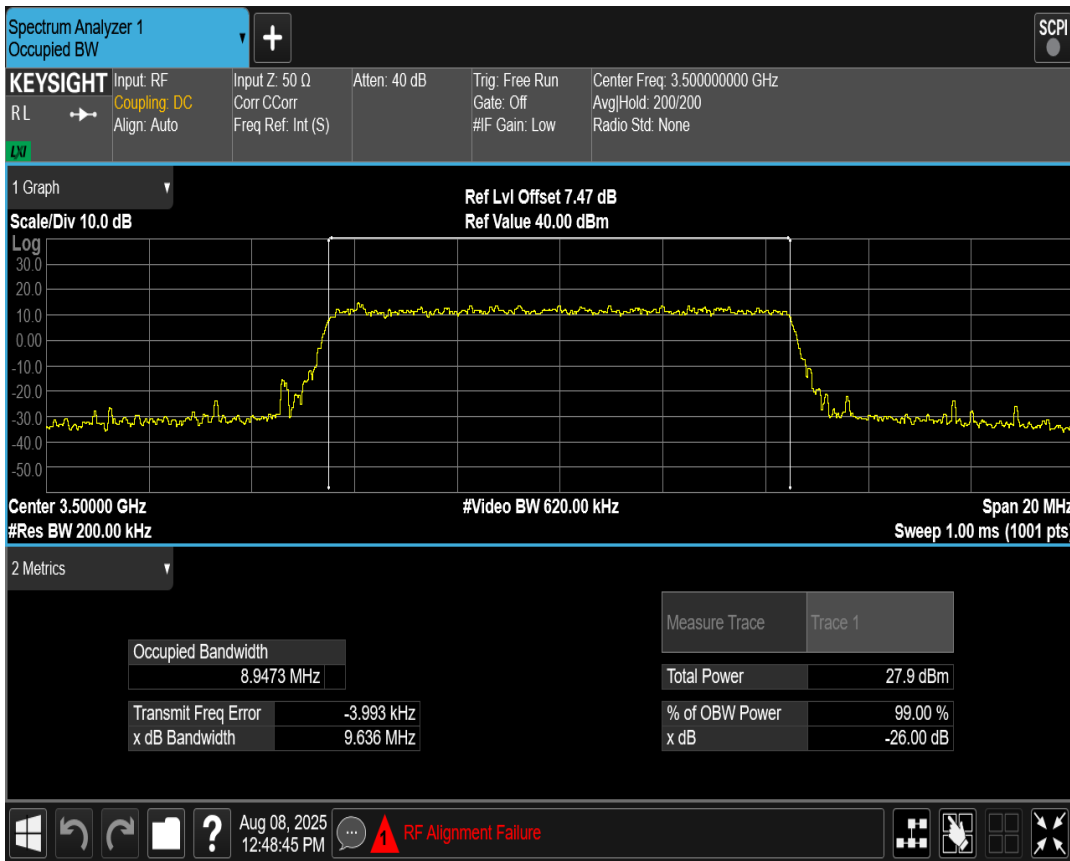 Spectrum Analyzer 1
Occupied BW
+
SCPI
KEYSIGHT
RL
LXI
Input: RF
Coupling: DC
Align: Auto
Input Z: 50 Ω
Corr CCorr
Freq Ref: Int (S)
Atten: 40 dB
Trig: Free Run
Gate: Off
#IF Gain: Low
Center Freq: 3.500000000 GHz
Avg|Hold: 200/200
Radio Std: None
1 Graph
Ref Lvl Offset 7.47 dB
Scale/Div 10.0 dB
Ref Value 40.00 dBm
Log
30.0
20.0
10.0
0.00
-10.0
-20.0
-30.0
-40.0
-50.0
Center 3.50000 GHz
#Video BW 620.00 kHz
Span 20 MHz
#Res BW 200.00 kHz
Sweep 1.00 ms (1001 pts)
2 Metrics
Measure Trace Trace 1
Occupied Bandwidth
8.9473 MHz
Total Power 27.9 dBm
Transmit Freq Error -3.993 kHz
% of OBW Power 99.00 %
x dB Bandwidth 9.636 MHz
x dB -26.00 dB
?
Aug 08, 2025
12:48:45 PM
1
RF Alignment Failure